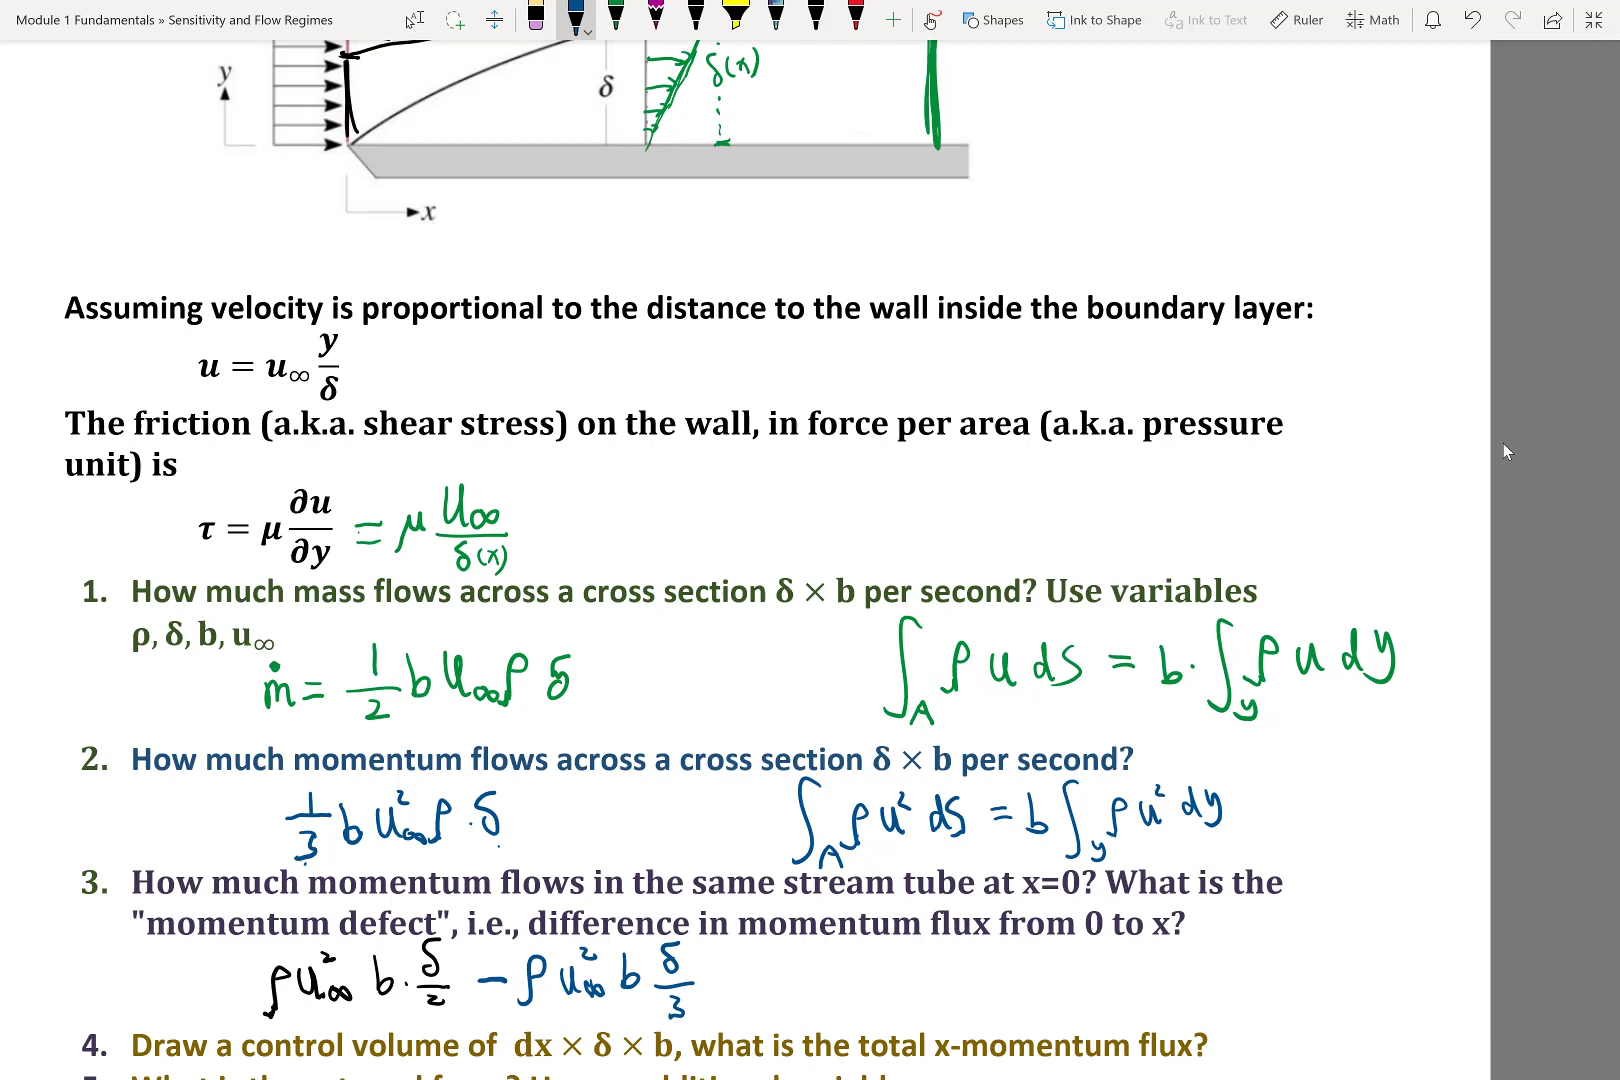 Module 1 Fundamentals » Sensitivity and Flow Regimes
Shapes
Ink to Shape
Ink to Text
Ruler
Math
y
δ
δ(x)
x
Assuming velocity is proportional to the distance to the wall inside the boundary layer:
u = u∞ y/δ
The friction (a.k.a. shear stress) on the wall, in force per area (a.k.a. pressure
unit) is
τ = μ ∂u/∂y = μ U∞/δ(x)
1. How much mass flows across a cross section δ × b per second? Use variables
ρ, δ, b, u∞
ṁ = 1/2 b U∞ ρ δ
∫_A ρ u ds = b · ∫_y ρ u dy
2. How much momentum flows across a cross section δ × b per second?
1/3 b U∞² ρ · δ
∫_A ρ u² ds = b ∫_y ρ u² dy
3. How much momentum flows in the same stream tube at x=0? What is the
"momentum defect", i.e., difference in momentum flux from 0 to x?
ρ U∞² b · δ/2 − ρ U∞² b δ/3
4. Draw a control volume of dx × δ × b, what is the total x-momentum flux?